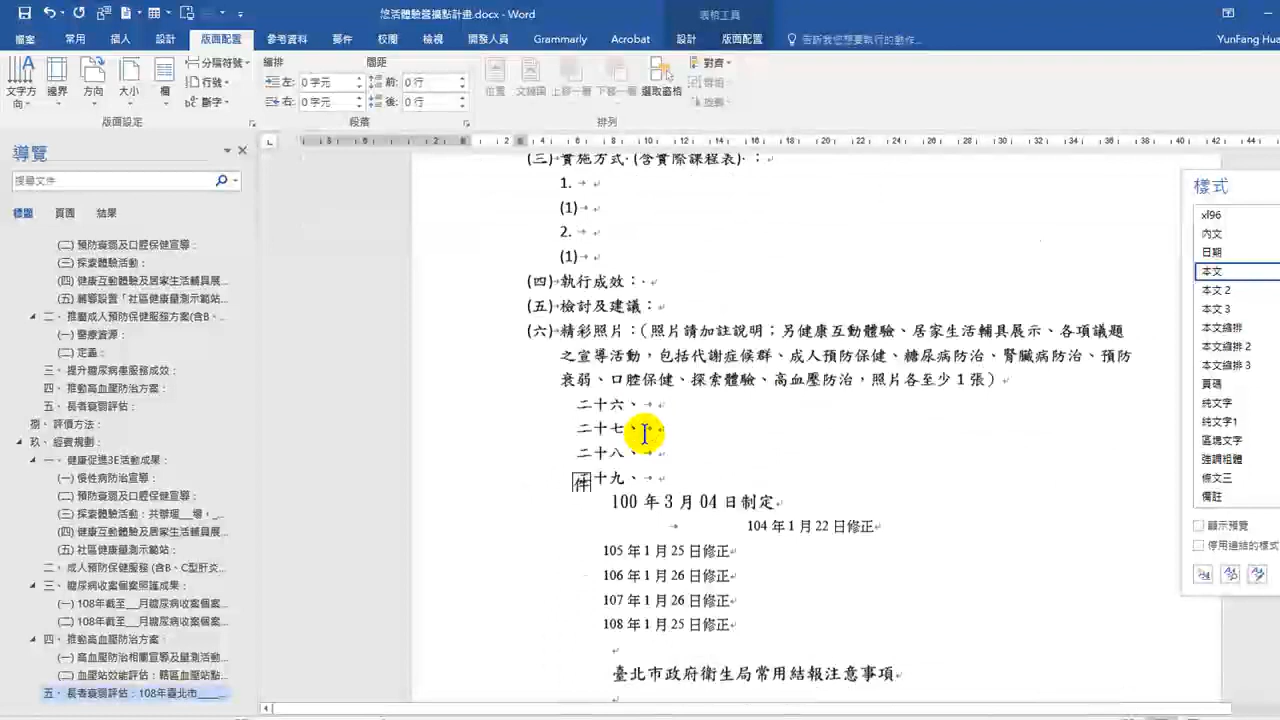 悠活體驗營據點計畫.docx - Word
表格工具
檔案 常用 插入 設計 版面配置 參考資料 郵件 校閱 檢視 開發人員 Grammarly Acrobat 設計 版面配置 告訴我您想要執行的動作... YunFang Hua
文字方向 邊界 方向 大小 欄 分隔符號 行號 斷字
縮排 間距
左: 0 字元 前: 0 行
右: 0 字元 後: 0 行
位置 文繞圖 上移一層 下移一層 選取窗格 對齊 群組 旋轉
版面設定 段落 排列
導覽
搜尋文件
標題 頁面 結果
(二) 預防衰弱及口腔保健宣導:
(三) 探索體驗活動:
(四) 健康互動體驗及居家生活輔具展...
(五) 輔導設置「社區健康量測示範站...
二、 推廣成人預防保健服務方案(含B、...
(一) 醫療資源:
(二) 定義:
三、 提升糖尿病患服務成效:
四、 推動高血壓防治方案:
五、 長者衰弱評估:
捌、 評價方法:
玖、 經費規劃:
一、 健康促進3E活動成果:
(一) 慢性病防治宣導:
(二) 預防衰弱及口腔保健宣導:
(三) 探索體驗活動:共辦理___場，...
(四) 健康互動體驗及居家生活輔具展...
(五) 社區健康量測示範站:
二、 成人預防保健服務 (含B、C型肝炎...
三、 糖尿病收案個案照護成果:
(一) 108年截至___月糖尿病收案個案...
(二) 108年截至___月糖尿病收案個案...
四、 推動高血壓防治方案:
(一) 高血壓防治相關宣導及量測活動...
(二) 血壓站效能評估:轄區血壓站點...
五、 長者衰弱評估:108年臺北市____...
(三) 實施方式 (含實際課程表) ：
1.
(1)
2.
(1)
(四) 執行成效：
(五) 檢討及建議：
(六) 精彩照片：（照片請加註說明；另健康互動體驗、居家生活輔具展示、各項議題
之宣導活動，包括代謝症候群、成人預防保健、糖尿病防治、腎臟病防治、預防
衰弱、口腔保健、探索體驗、高血壓防治，照片各至少 1 張）
二十六、
二十七、
二十八、
十九、
件
100 年 3 月 04 日制定
104 年 1 月 22 日修正
105 年 1 月 25 日修正
106 年 1 月 26 日修正
107 年 1 月 26 日修正
108 年 1 月 25 日修正
臺北市政府衛生局常用結報注意事項
樣式
xl96
內文
日期
本文
本文 2
本文 3
本文縮排
本文縮排 2
本文縮排 3
頁碼
純文字
純文字1
區塊文字
強調粗體
條文三
備註
顯示預覽
停用連結的樣式